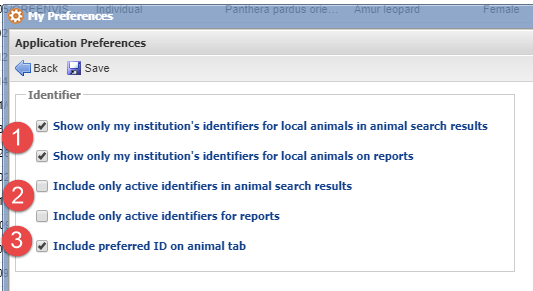 REENVIS Individual Panthera pardus orie... Amur leopard Female
My Preferences
Application Preferences
Back Save
Identifier
1
Show only my institution's identifiers for local animals in animal search results
Show only my institution's identifiers for local animals on reports
2
Include only active identifiers in animal search results
Include only active identifiers for reports
3
Include preferred ID on animal tab